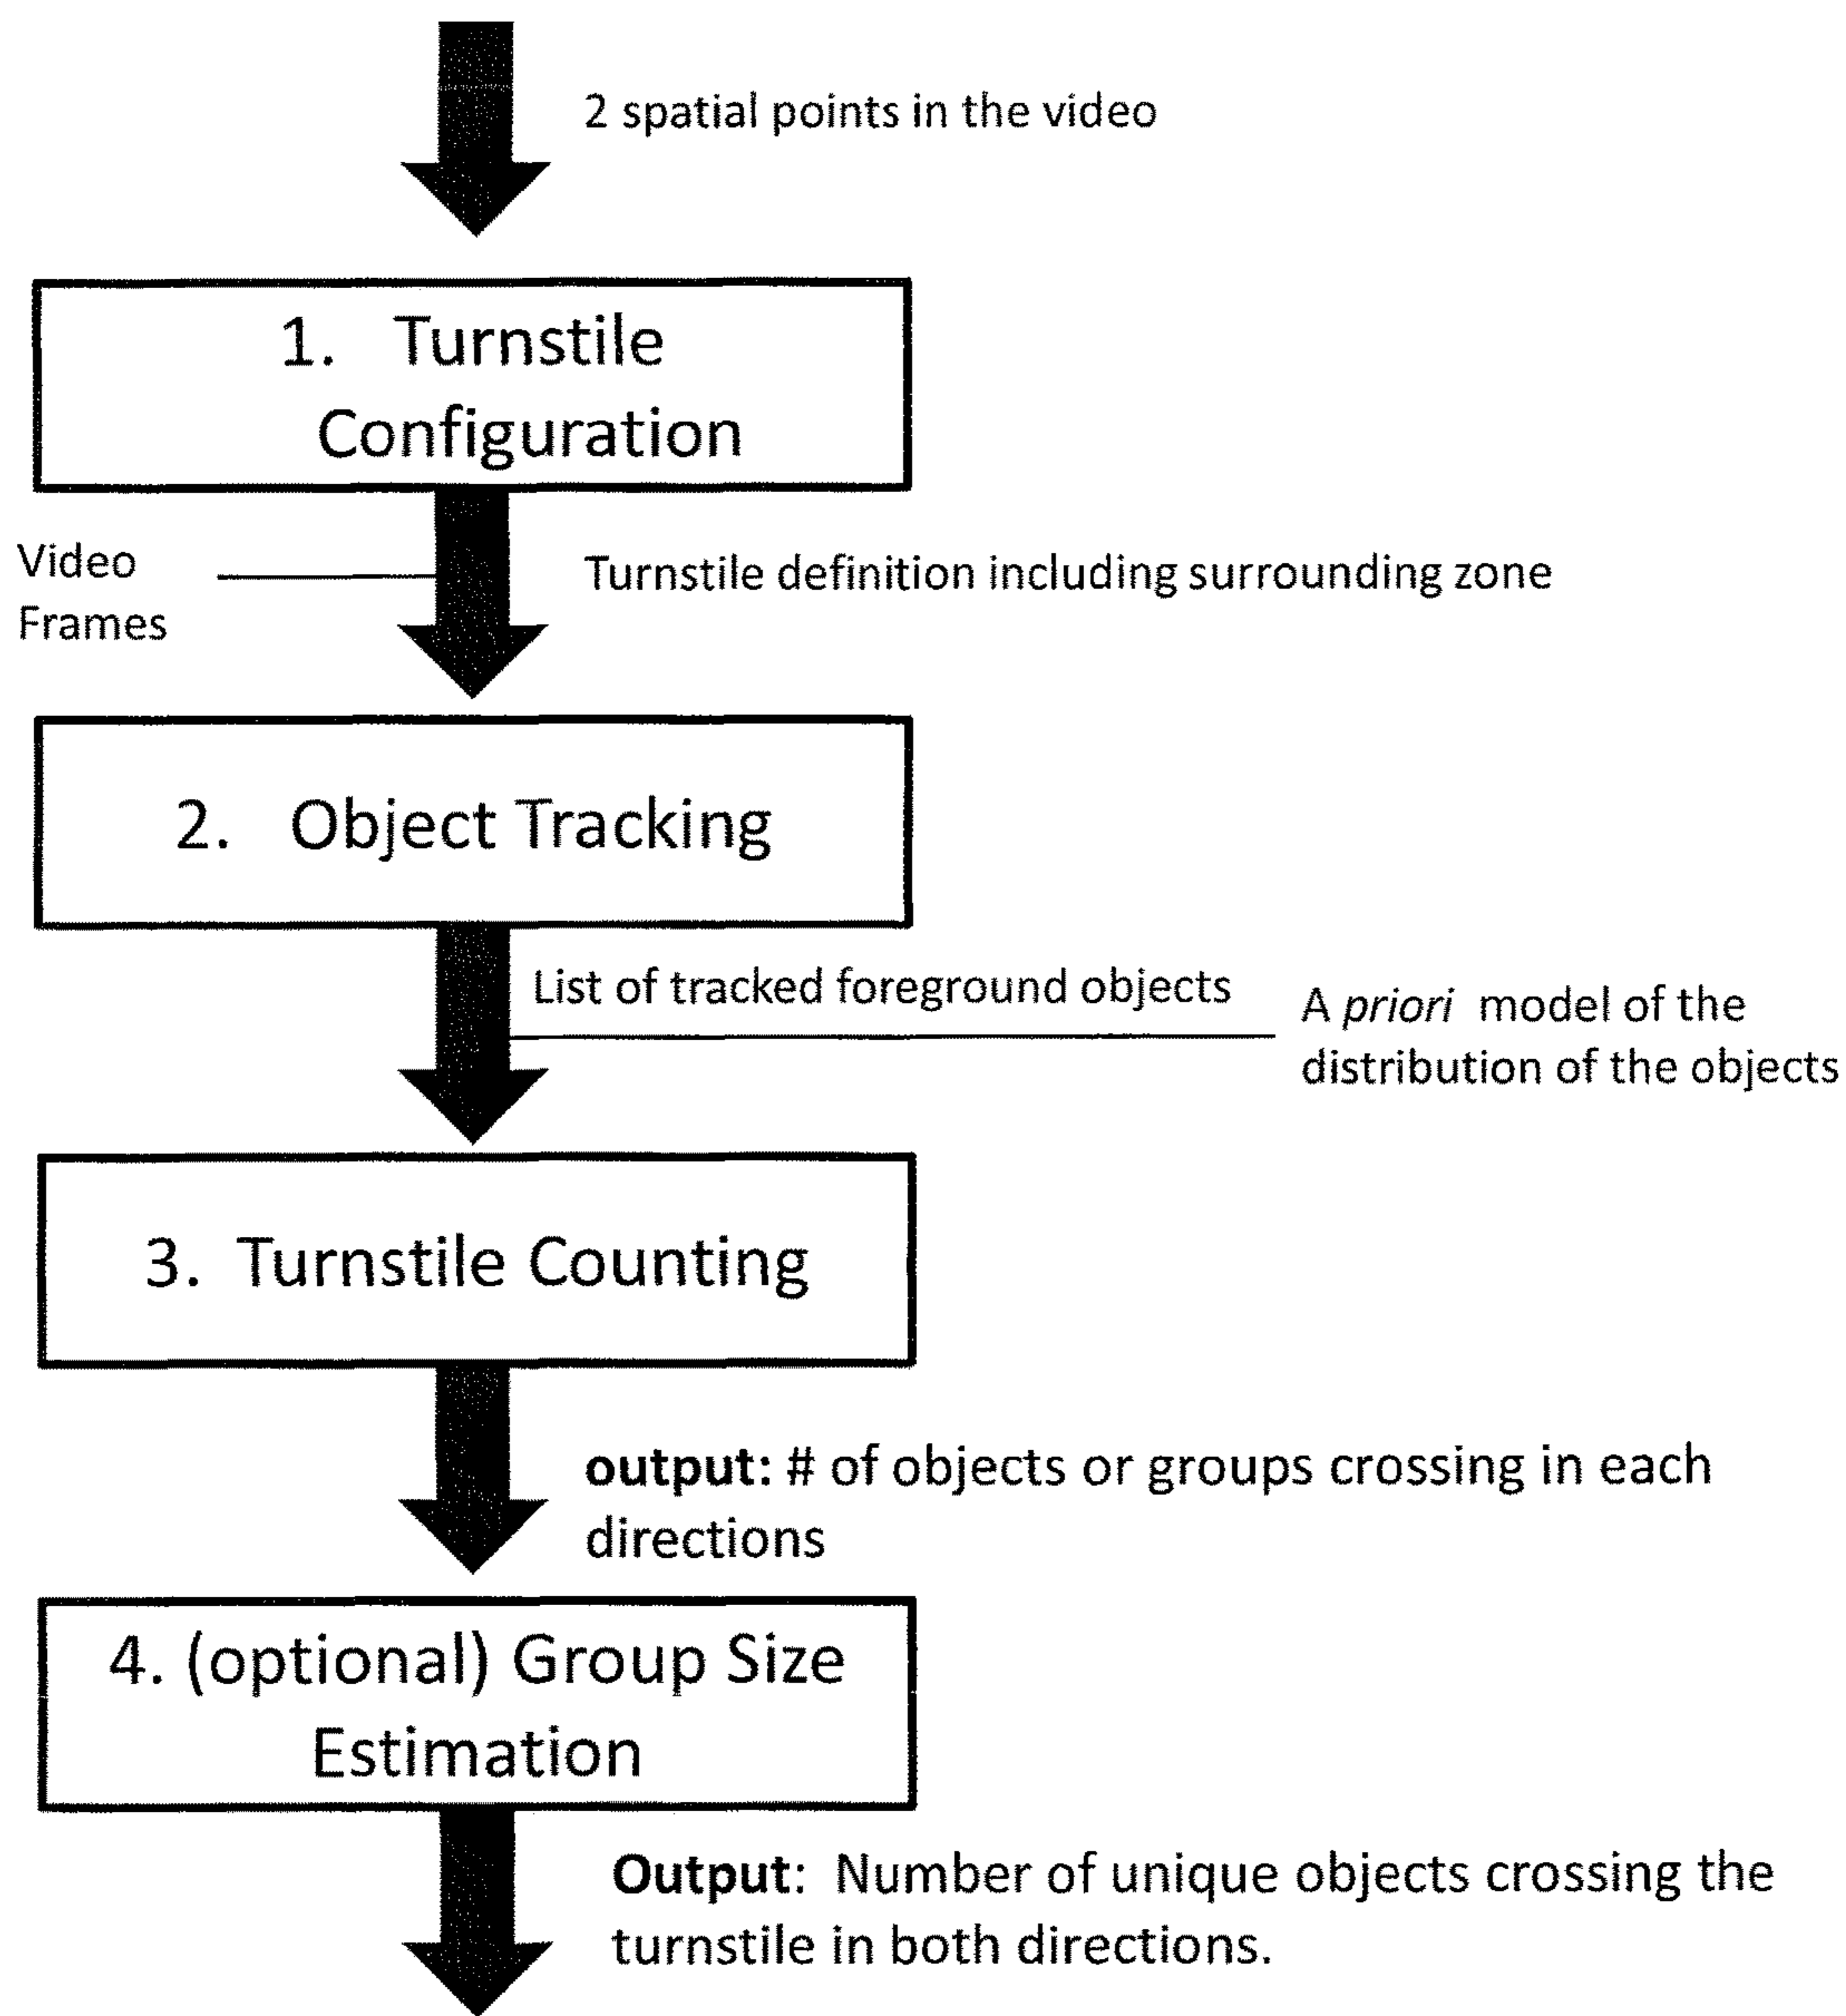 2 spatial points in the video
1. Turnstile
Configuration
Video
Frames
Turnstile definition including surrounding zone
2. Object Tracking
List of tracked foreground objects
A priori model of the
distribution of the objects
3. Turnstile Counting
output: # of objects or groups crossing in each
directions
4. (optional) Group Size
Estimation
Output: Number of unique objects crossing the
turnstile in both directions.